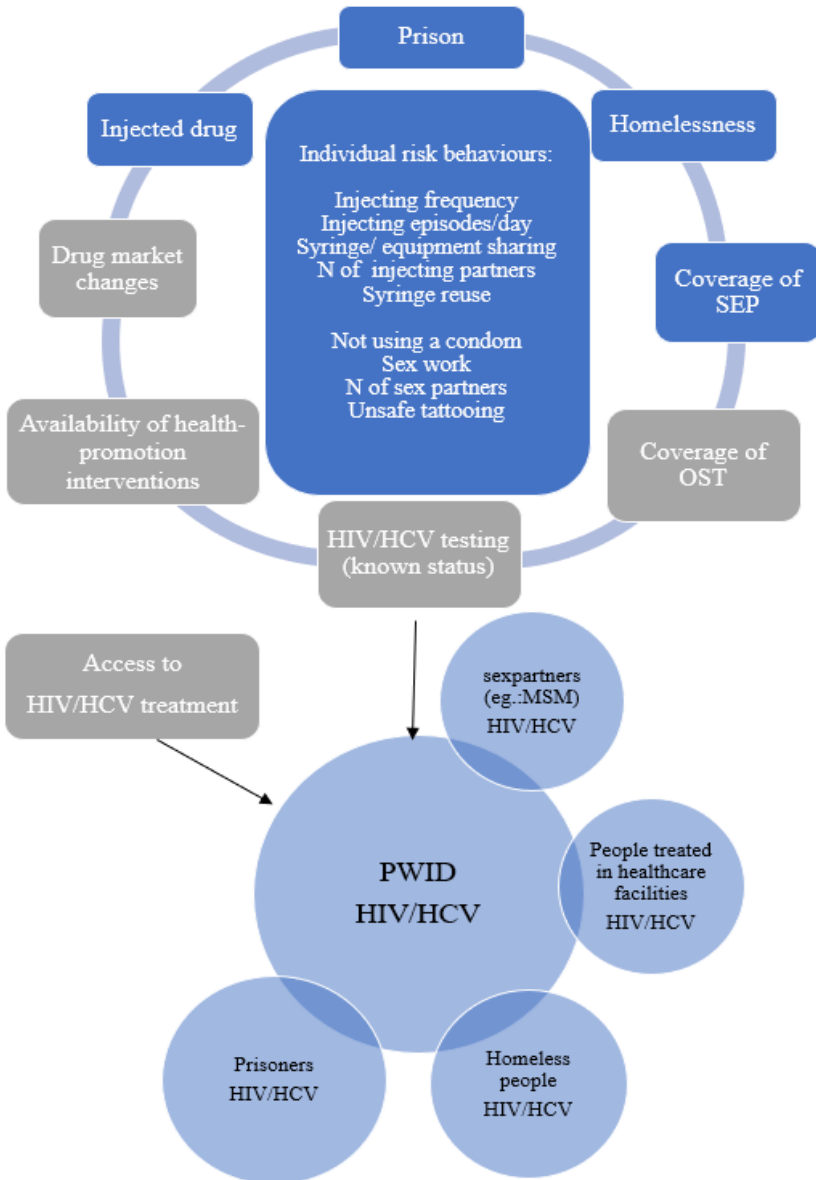 Prison
Injected drug
Homelessness
Individual risk behaviours:
Injecting frequency
Injecting episodes/day
Syringe/ equipment sharing
N of injecting partners
Syringe reuse
Not using a condom
Sex work
N of sex partners
Unsafe tattooing
Drug market
changes
Coverage of
SEP
Availability of health-
promotion
interventions
Coverage of
OST
HIV/HCV testing
(known status)
Access to
HIV/HCV treatment
sexpartners
(eg.:MSM)
HIV/HCV
People treated
in healthcare
facilities
HIV/HCV
PWID
HIV/HCV
Prisoners
HIV/HCV
Homeless
people
HIV/HCV